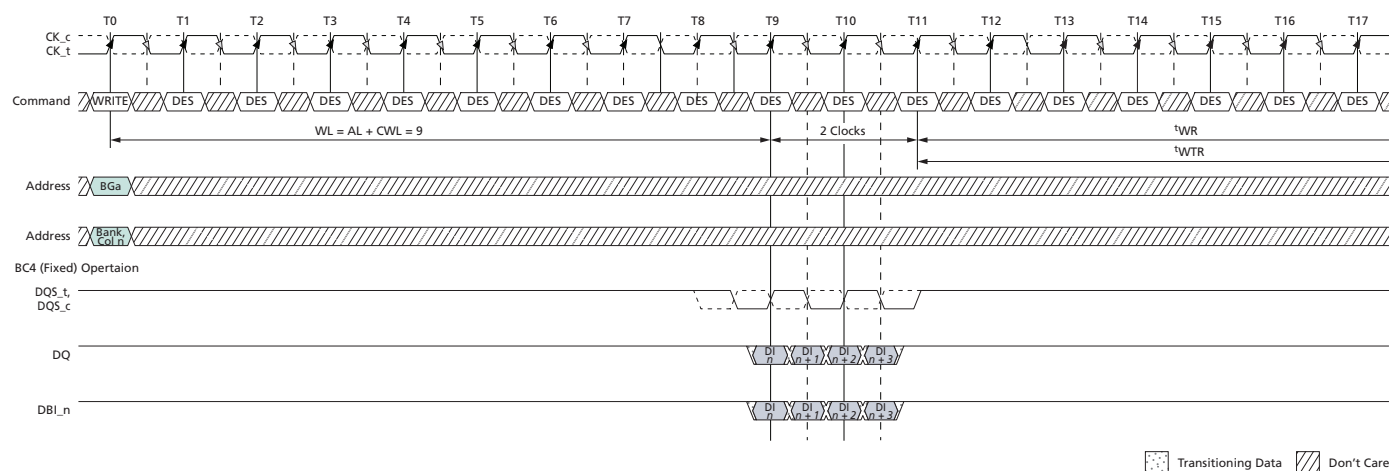 T0 T1 T2 T3 T4 T5 T6 T7 T8 T9 T10 T11 T12 T13 T14 T15 T16 T17
CK_c
CK_t
Command WRITE DES DES DES DES DES DES DES DES DES DES DES DES DES DES DES DES DES
WL = AL + CWL = 9 2 Clocks tWR
tWTR
Address BGa
Address Bank, Col n
BC4 (Fixed) Opertaion
DQS_t,
DQS_c
DQ DI n DI n + 1 DI n + 2 DI n + 3
DBI_n DI n DI n + 1 DI n + 2 DI n + 3
Transitioning Data Don't Care